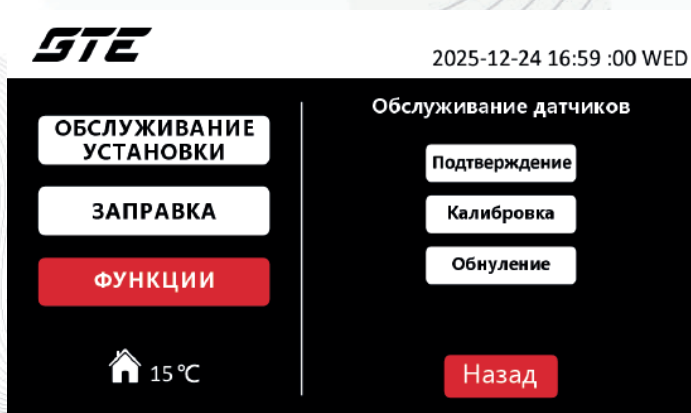 GTE
2025-12-24 16:59 :00 WED
ОБСЛУЖИВАНИЕ
УСТАНОВКИ
ЗАПРАВКА
ФУНКЦИИ
15℃
Обслуживание датчиков
Подтверждение
Калибровка
Обнуление
Назад